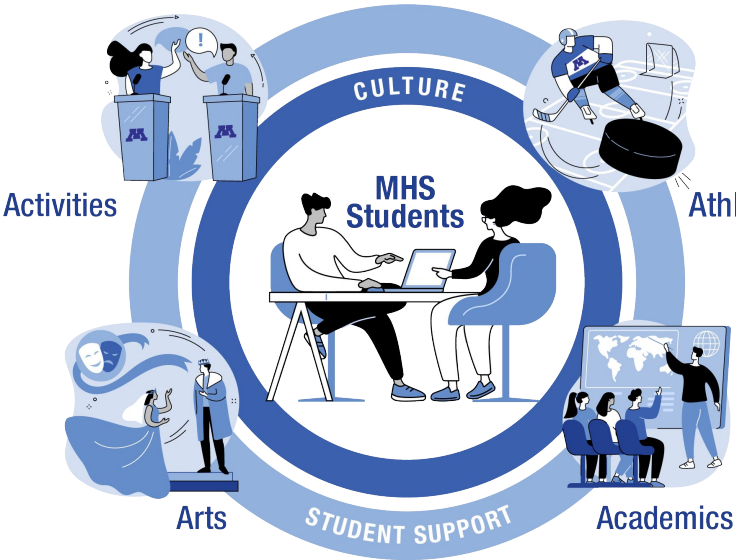 !
CULTURE
MHS
Students
Activities
Arts
Academics
STUDENT SUPPORT
M
M
M